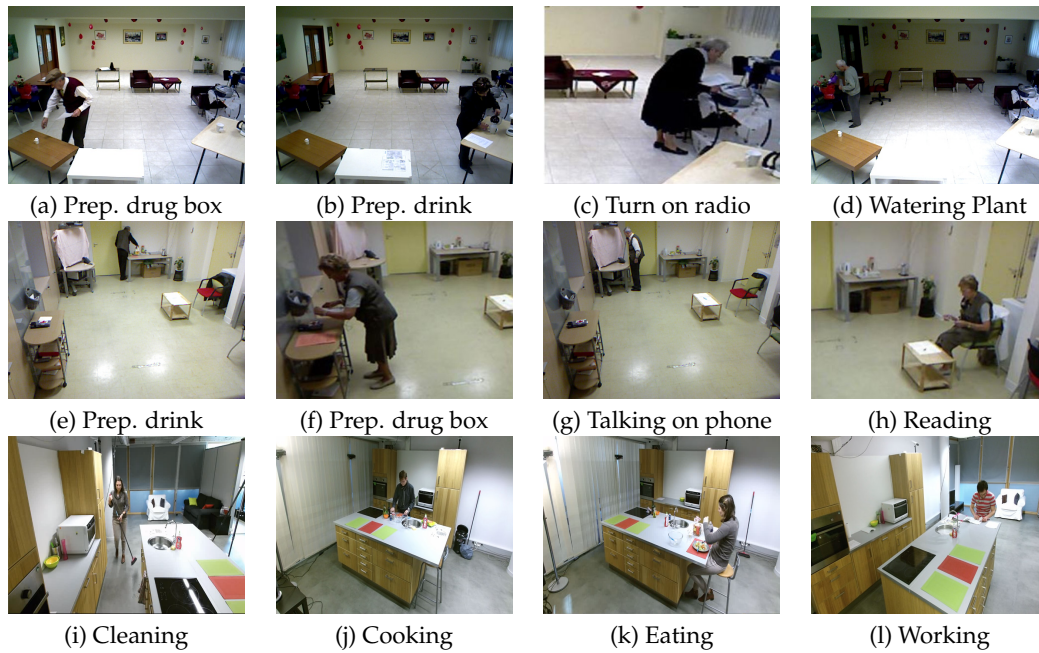 (a) Prep. drug box
(b) Prep. drink
(c) Turn on radio
(d) Watering Plant
(e) Prep. drink
(f) Prep. drug box
(g) Talking on phone
(h) Reading
(i) Cleaning
(j) Cooking
(k) Eating
(l) Working